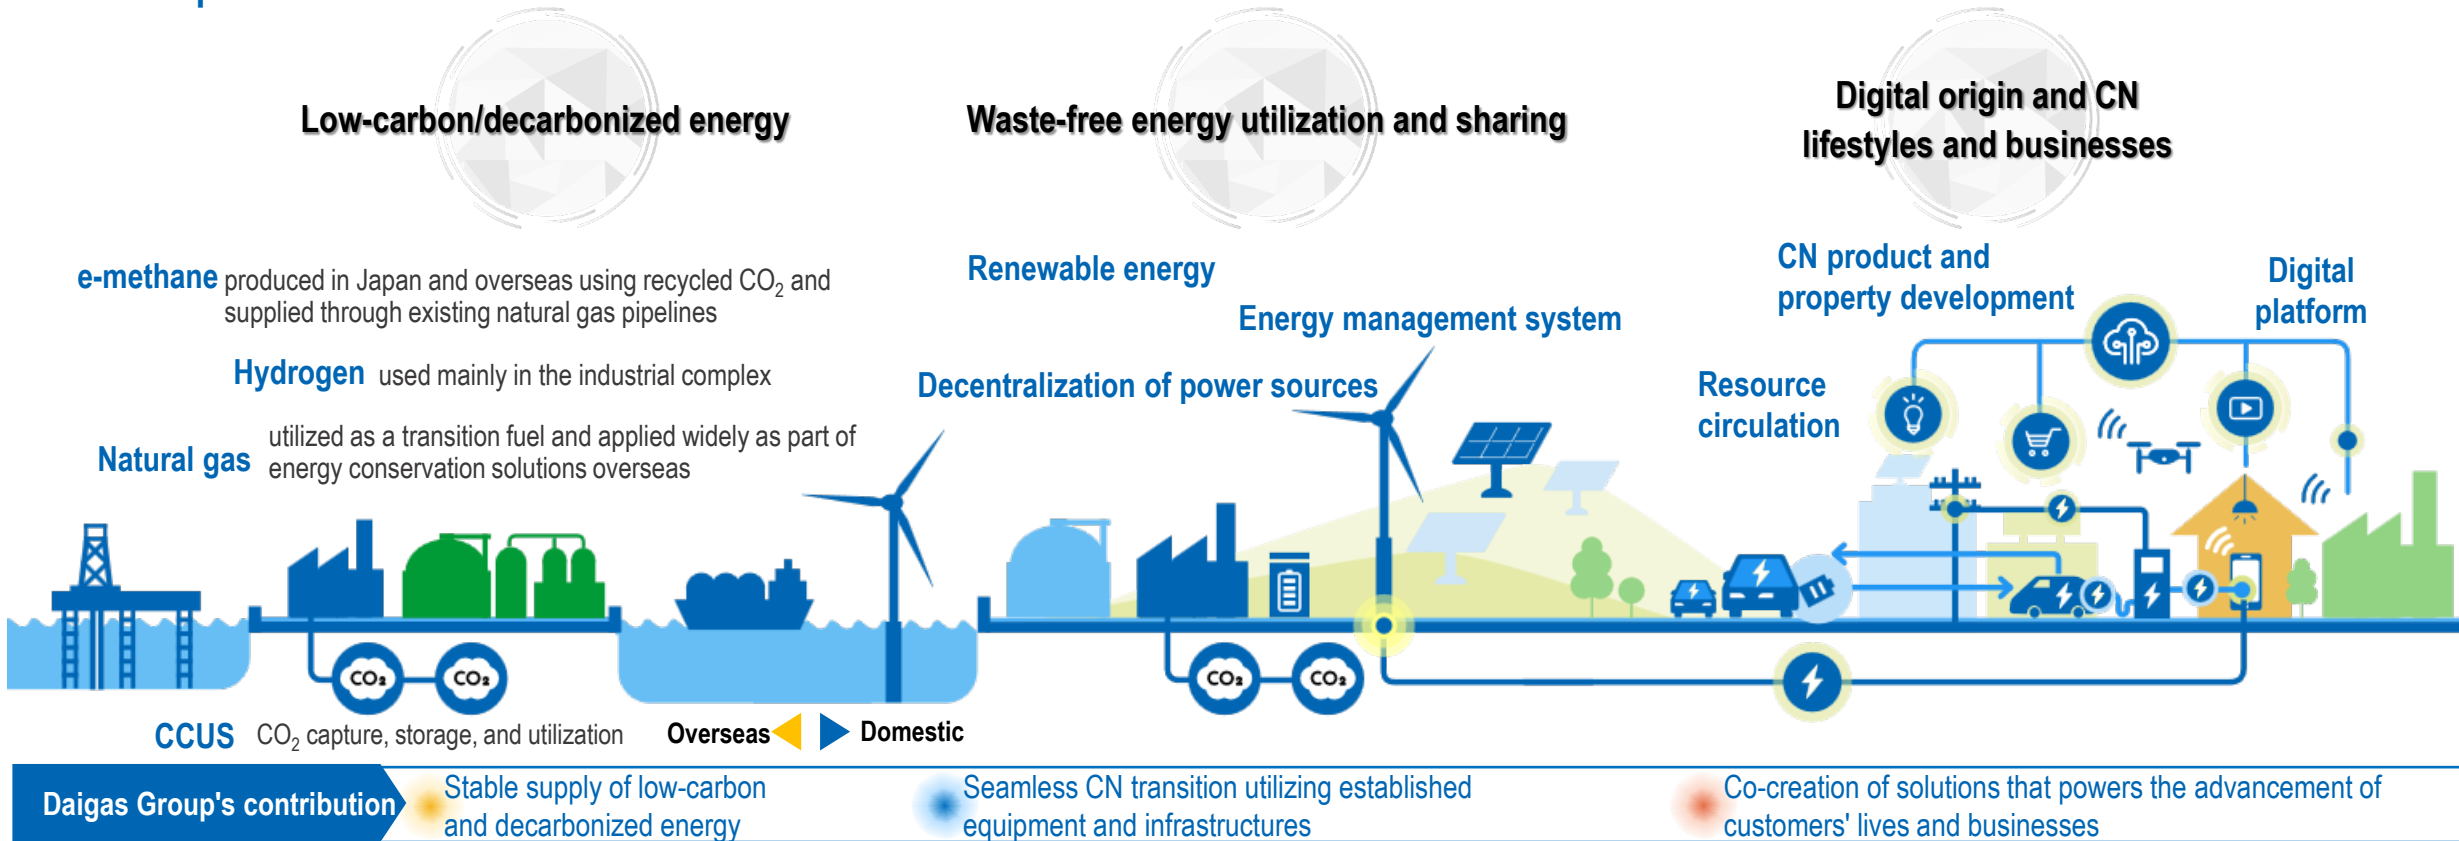 Low-carbon/decarbonized energy
Waste-free energy utilization and sharing
Digital origin and CN
lifestyles and businesses
e-methane produced in Japan and overseas using recycled CO₂ and
supplied through existing natural gas pipelines
Hydrogen used mainly in the industrial complex
Natural gas utilized as a transition fuel and applied widely as part of
energy conservation solutions overseas
Renewable energy
Energy management system
Decentralization of power sources
CN product and
property development
Digital
platform
Resource
circulation
CO₂
CO₂
CO₂
CO₂
CCUS CO₂ capture, storage, and utilization
Overseas
Domestic
Daigas Group's contribution
Stable supply of low-carbon
and decarbonized energy
Seamless CN transition utilizing established
equipment and infrastructures
Co-creation of solutions that powers the advancement of
customers' lives and businesses